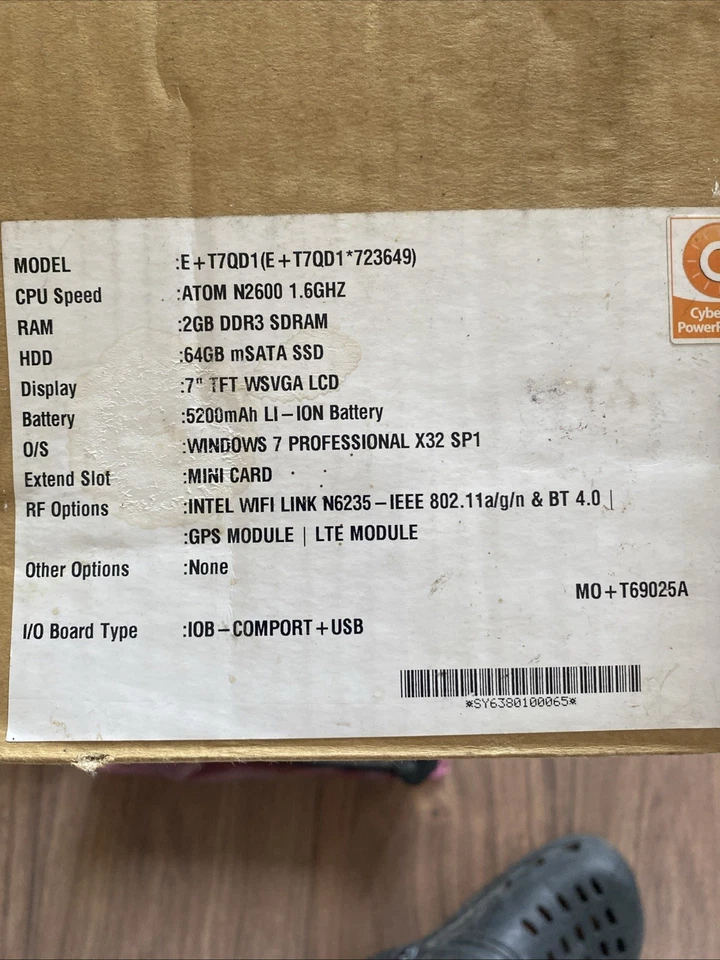 MODEL :E+T7QD1(E+T7QD1*723649)
CPU Speed :ATOM N2600 1.6GHZ
RAM :2GB DDR3 SDRAM
HDD :64GB mSATA SSD
Display :7" TFT WSVGA LCD
Battery :5200mAh LI-ION Battery
O/S :WINDOWS 7 PROFESSIONAL X32 SP1
Extend Slot :MINI CARD
RF Options :INTEL WIFI LINK N6235-IEEE 802.11a/g/n & BT 4.0 |
:GPS MODULE | LTE MODULE
Other Options :None
MO+T69025A
I/O Board Type :IOB-COMPORT+USB
*SY6380100065*